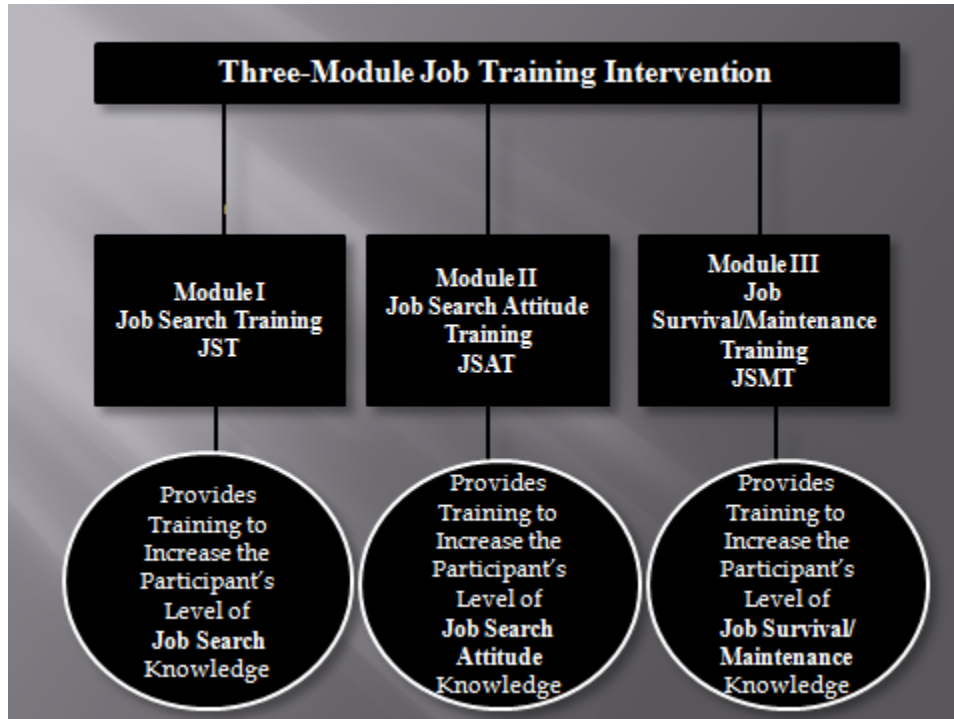 Three-Module Job Training Intervention
Module I
Job Search Training
JST
Module II
Job Search Attitude
Training
JSAT
Module III
Job
Survival/Maintenance
Training
JSMT
Provides
Training to
Increase the
Participant's
Level of
Job Search
Knowledge
Provides
Training to
Increase the
Participant's
Level of
Job Search
Attitude
Knowledge
Provides
Training to
Increase the
Participant's
Level of
Job Survival/
Maintenance
Knowledge